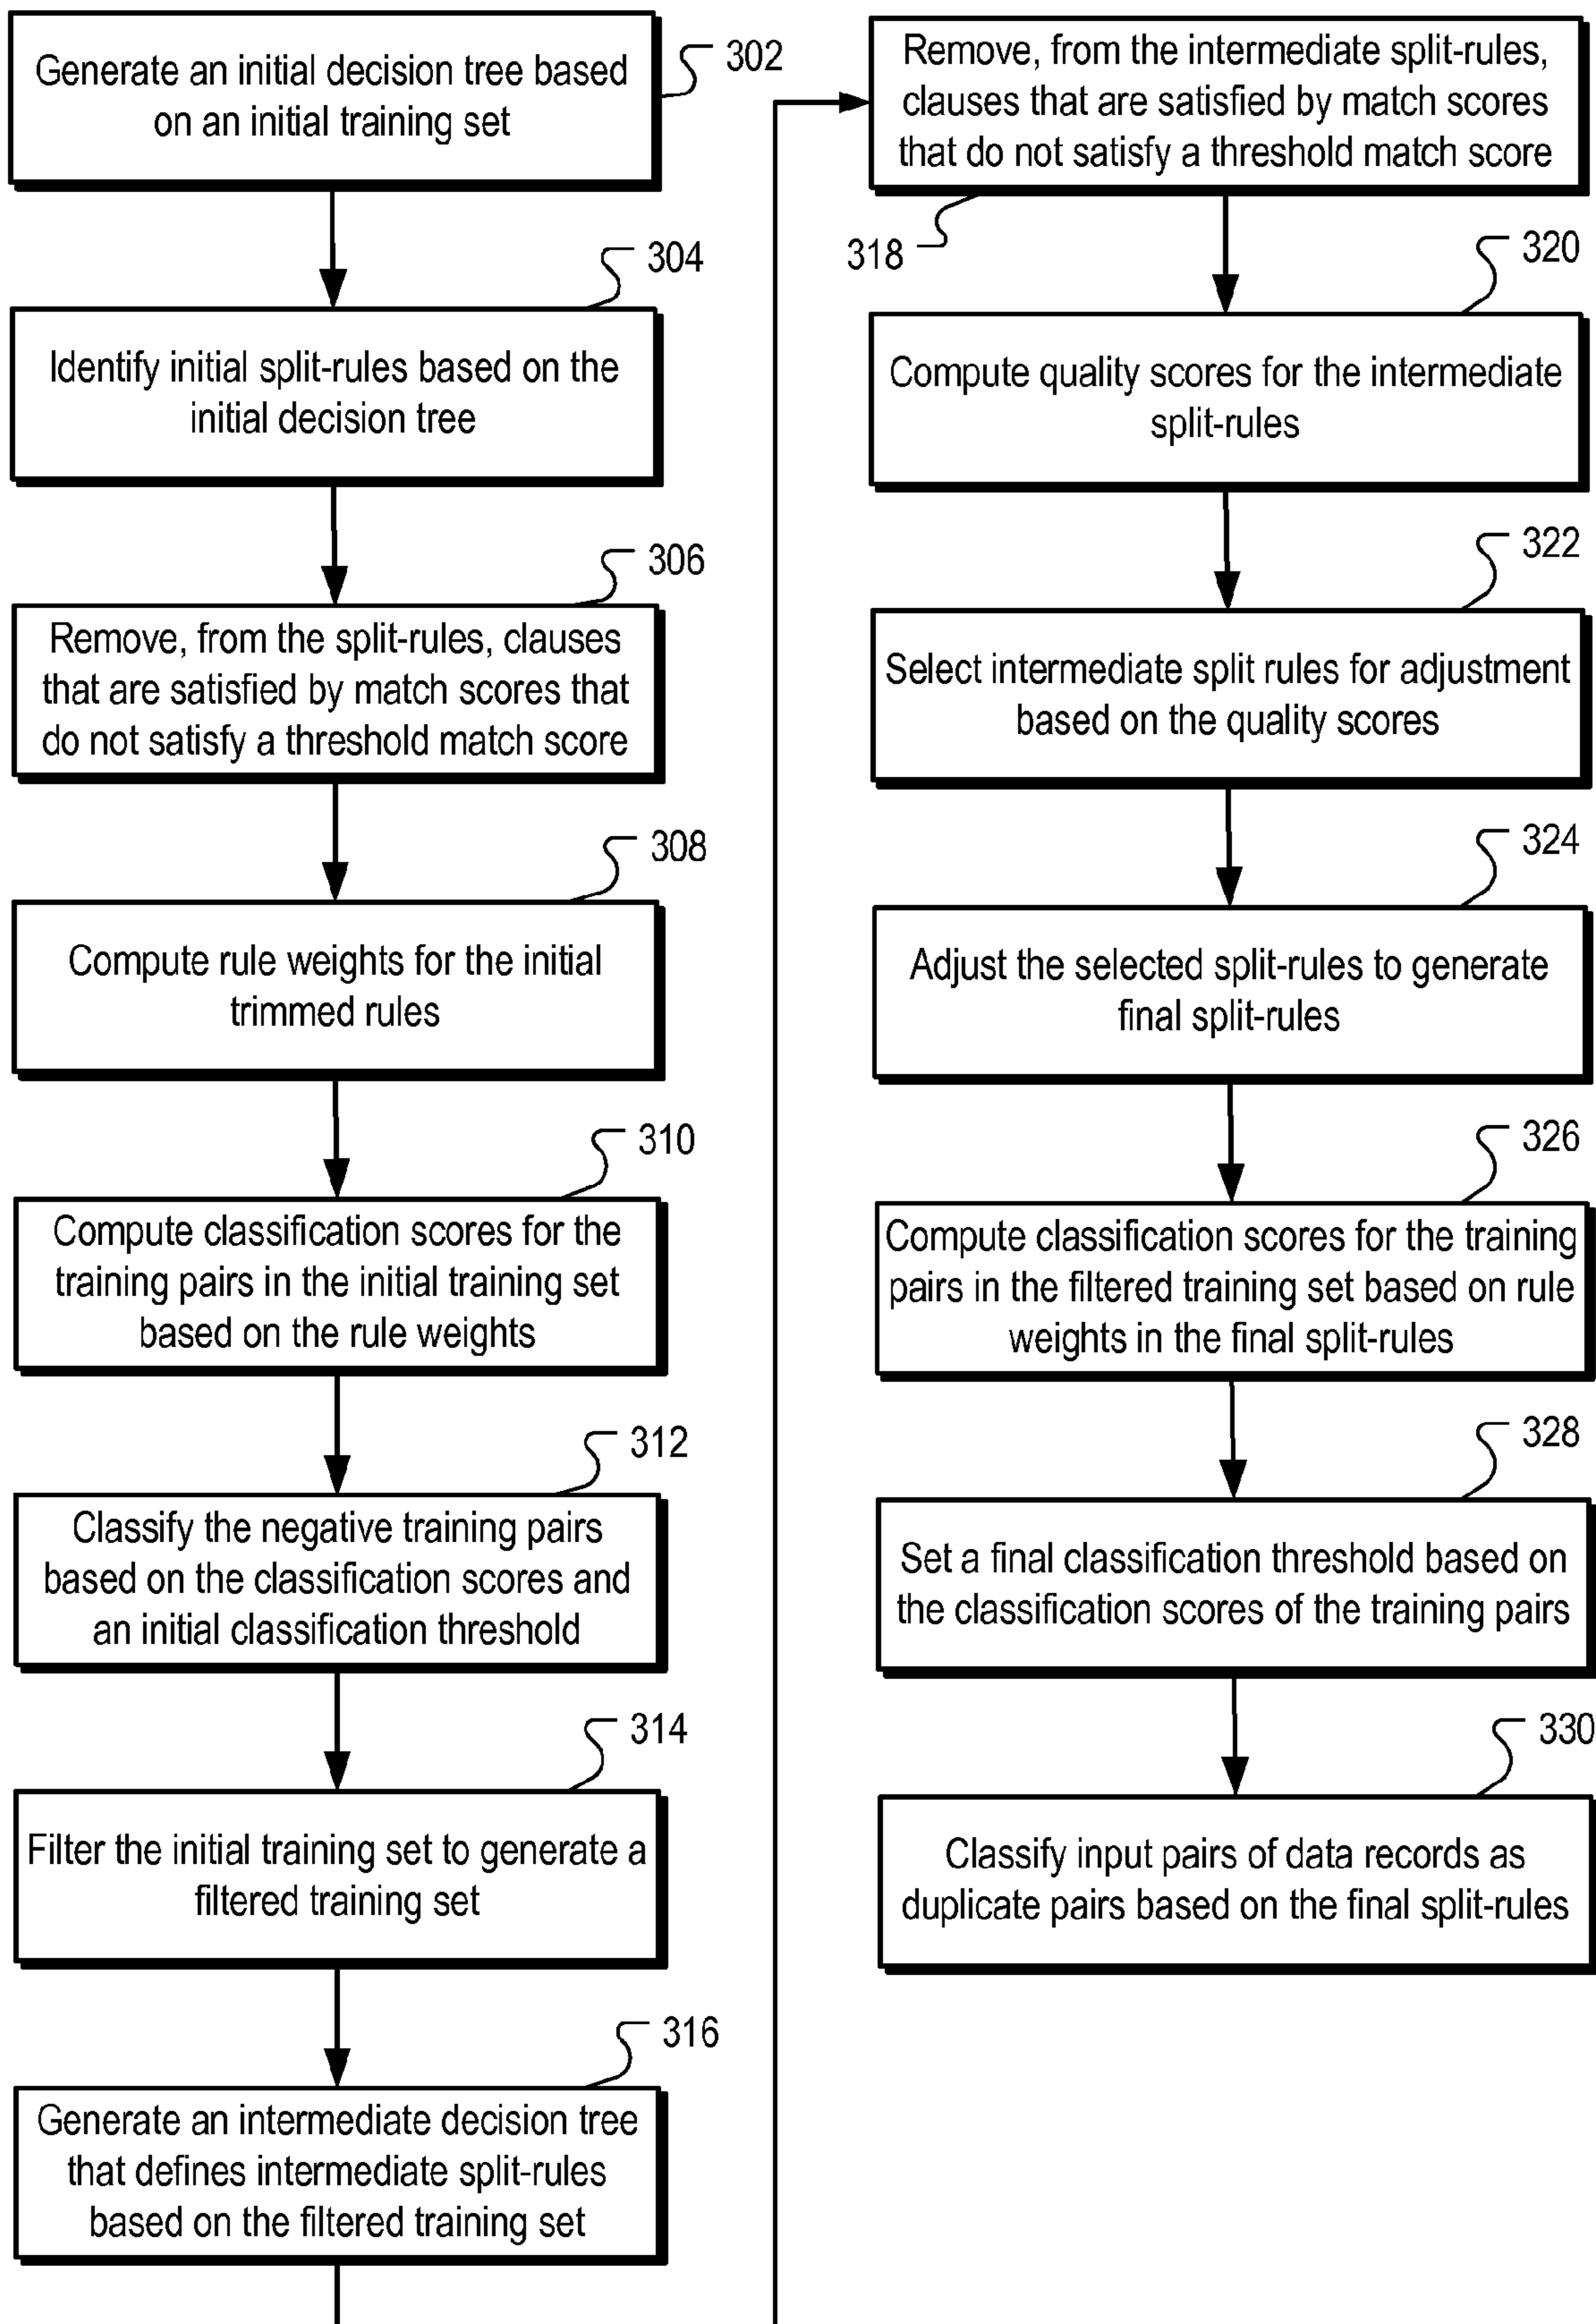 Generate an initial decision tree based
on an initial training set
302
Identify initial split-rules based on the
initial decision tree
304
Remove, from the split-rules, clauses
that are satisfied by match scores that
do not satisfy a threshold match score
306
Compute rule weights for the initial
trimmed rules
308
Compute classification scores for the
training pairs in the initial training set
based on the rule weights
310
Classify the negative training pairs
based on the classification scores and
an initial classification threshold
312
Filter the initial training set to generate a
filtered training set
314
Generate an intermediate decision tree
that defines intermediate split-rules
based on the filtered training set
316
Remove, from the intermediate split-rules,
clauses that are satisfied by match scores
that do not satisfy a threshold match score
318
Compute quality scores for the intermediate
split-rules
320
Select intermediate split rules for adjustment
based on the quality scores
322
Adjust the selected split-rules to generate
final split-rules
324
Compute classification scores for the training
pairs in the filtered training set based on rule
weights in the final split-rules
326
Set a final classification threshold based on
the classification scores of the training pairs
328
Classify input pairs of data records as
duplicate pairs based on the final split-rules
330